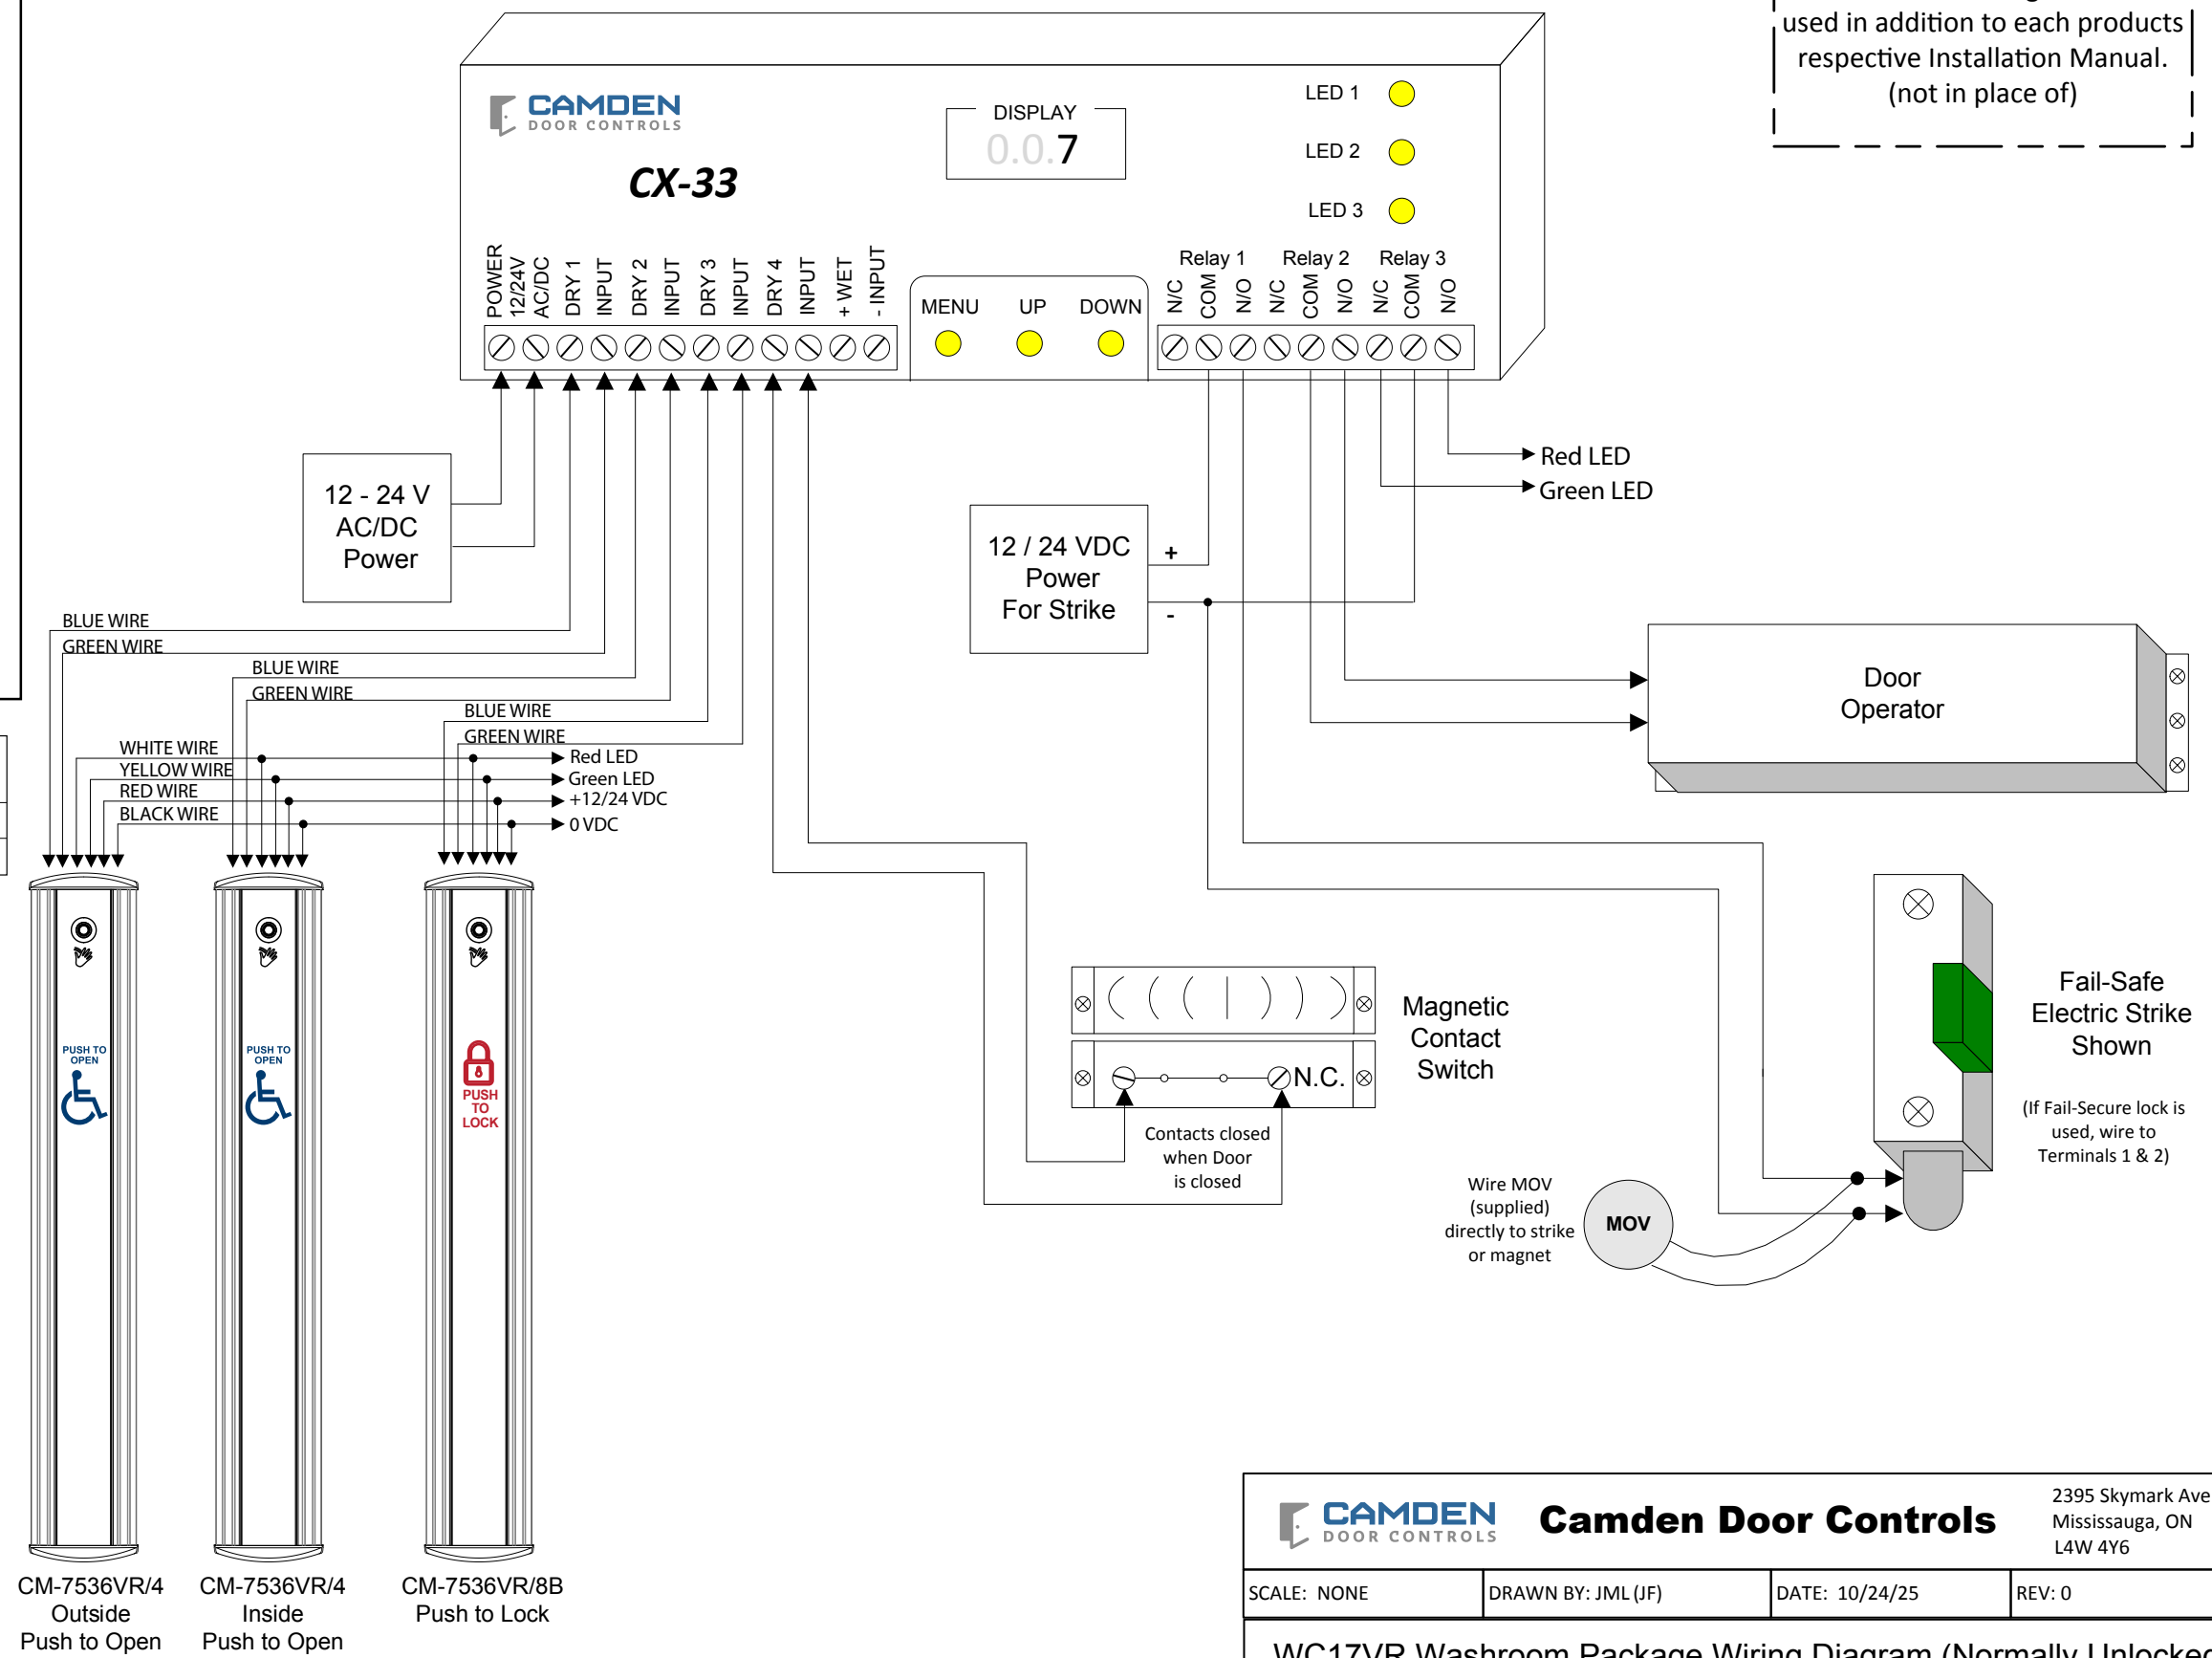 used in addition to each products
respective Installation Manual.
(not in place of)
CAMDEN
DOOR CONTROLS
CX-33
DISPLAY
0.0.7
LED 1
LED 2
LED 3
POWER
12/24V
AC/DC
DRY 1
INPUT
DRY 2
INPUT
DRY 3
INPUT
DRY 4
INPUT
+ WET
- INPUT
MENU
UP
DOWN
Relay 1
Relay 2
Relay 3
N/C
COM
N/O
N/C
COM
N/O
N/C
COM
N/O
Red LED
Green LED
12 - 24 V
AC/DC
Power
12 / 24 VDC
Power
For Strike
+
-
BLUE WIRE
GREEN WIRE
BLUE WIRE
GREEN WIRE
BLUE WIRE
GREEN WIRE
WHITE WIRE
YELLOW WIRE
RED WIRE
BLACK WIRE
Red LED
Green LED
+12/24 VDC
0 VDC
Door
Operator
PUSH TO
OPEN
PUSH TO
OPEN
PUSH
TO
LOCK
Magnetic
Contact
Switch
N.C.
Contacts closed
when Door
is closed
Fail-Safe
Electric Strike
Shown
(If Fail-Secure lock is
used, wire to
Terminals 1 & 2)
Wire MOV
(supplied)
directly to strike
or magnet
MOV
CM-7536VR/4
Outside
Push to Open
CM-7536VR/4
Inside
Push to Open
CM-7536VR/8B
Push to Lock
CAMDEN
DOOR CONTROLS
Camden Door Controls
2395 Skymark Ave
Mississauga, ON
L4W 4Y6
SCALE: NONE
DRAWN BY: JML (JF)
DATE: 10/24/25
REV: 0
WC17VR Washroom Package Wiring Diagram (Normally Unlocked